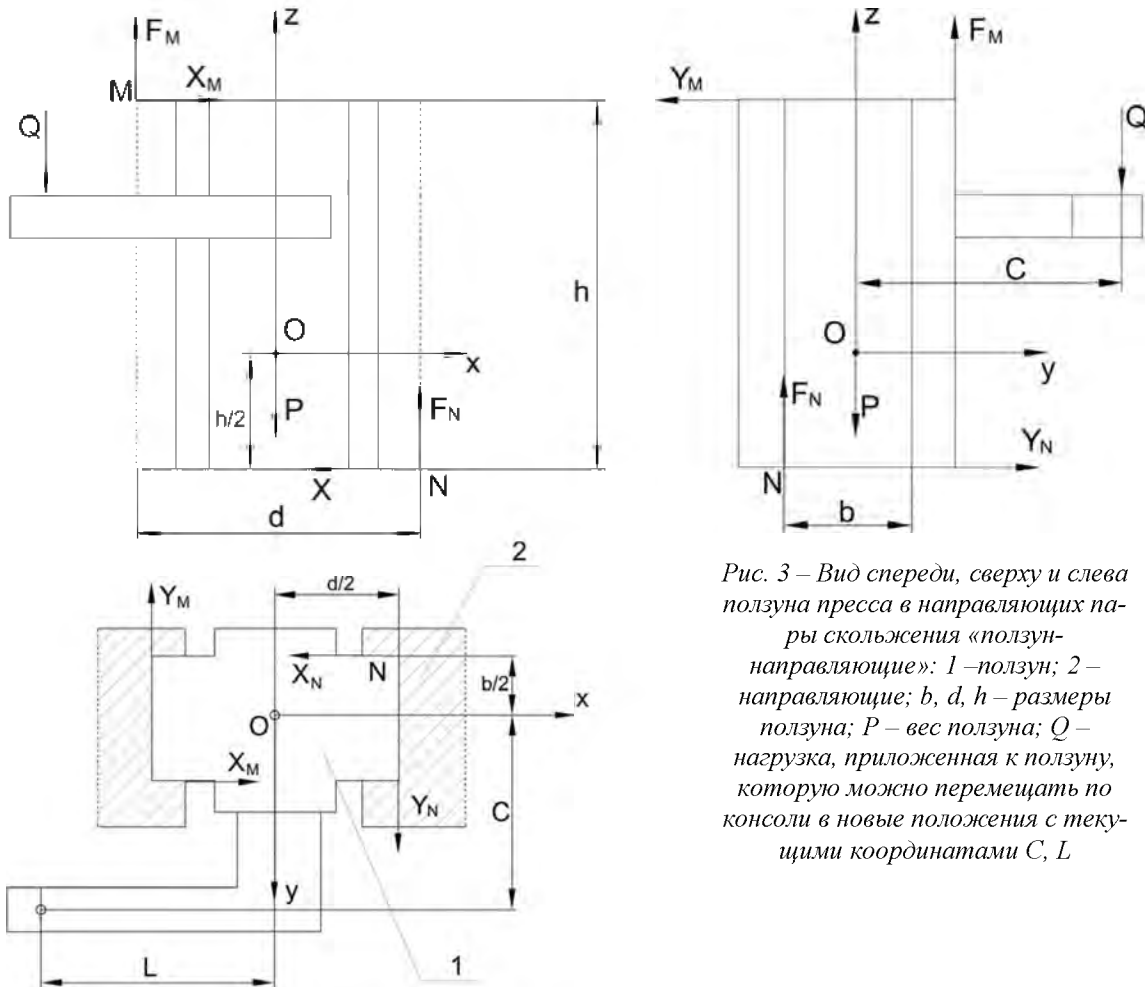 F_M
z
M
X_M
Q
h
O
x
P
h/2
F_N
X
N
d
z
F_M
Y_M
Q
C
O
y
F_N
P
Y_N
N
b
2
d/2
Y_M
X_N
N
b/2
x
O
X_M
Y_N
C
y
L
1
Рис. 3 – Вид спереди, сверху и слева
ползуна пресса в направляющих па-
ры скольжения «ползун-
направляющие»: 1 –ползун; 2 –
направляющие; b, d, h – размеры
ползуна; P – вес ползуна; Q –
нагрузка, приложенная к ползуну,
которую можно перемещать по
консоли в новые положения с теку-
щими координатами C, L